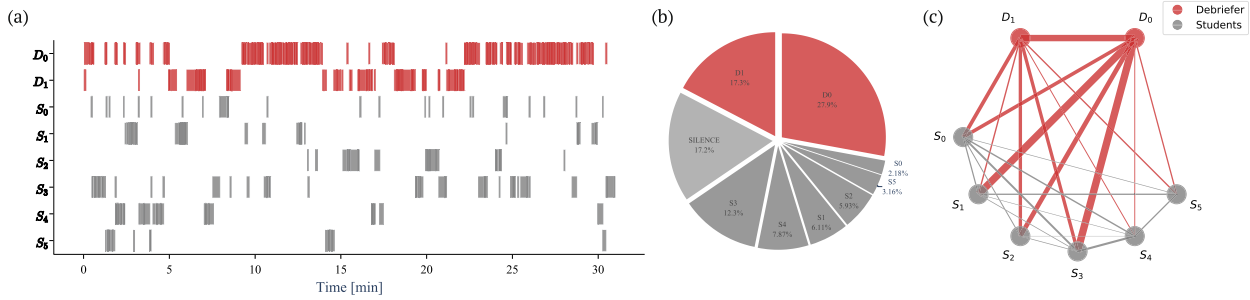 (a)
D₀
D₁
S₀
S₁
S₂
S₃
S₄
S₅
0 5 10 15 20 25 30
Time [min]
(b)
D1
17.3%
D0
27.9%
SILENCE
17.2%
S0
2.18%
S5
3.16%
S2
5.93%
S1
6.11%
S4
7.87%
S3
12.3%
(c)
Debriefer
Students
D₁
D₀
S₀
S₁
S₂
S₃
S₄
S₅